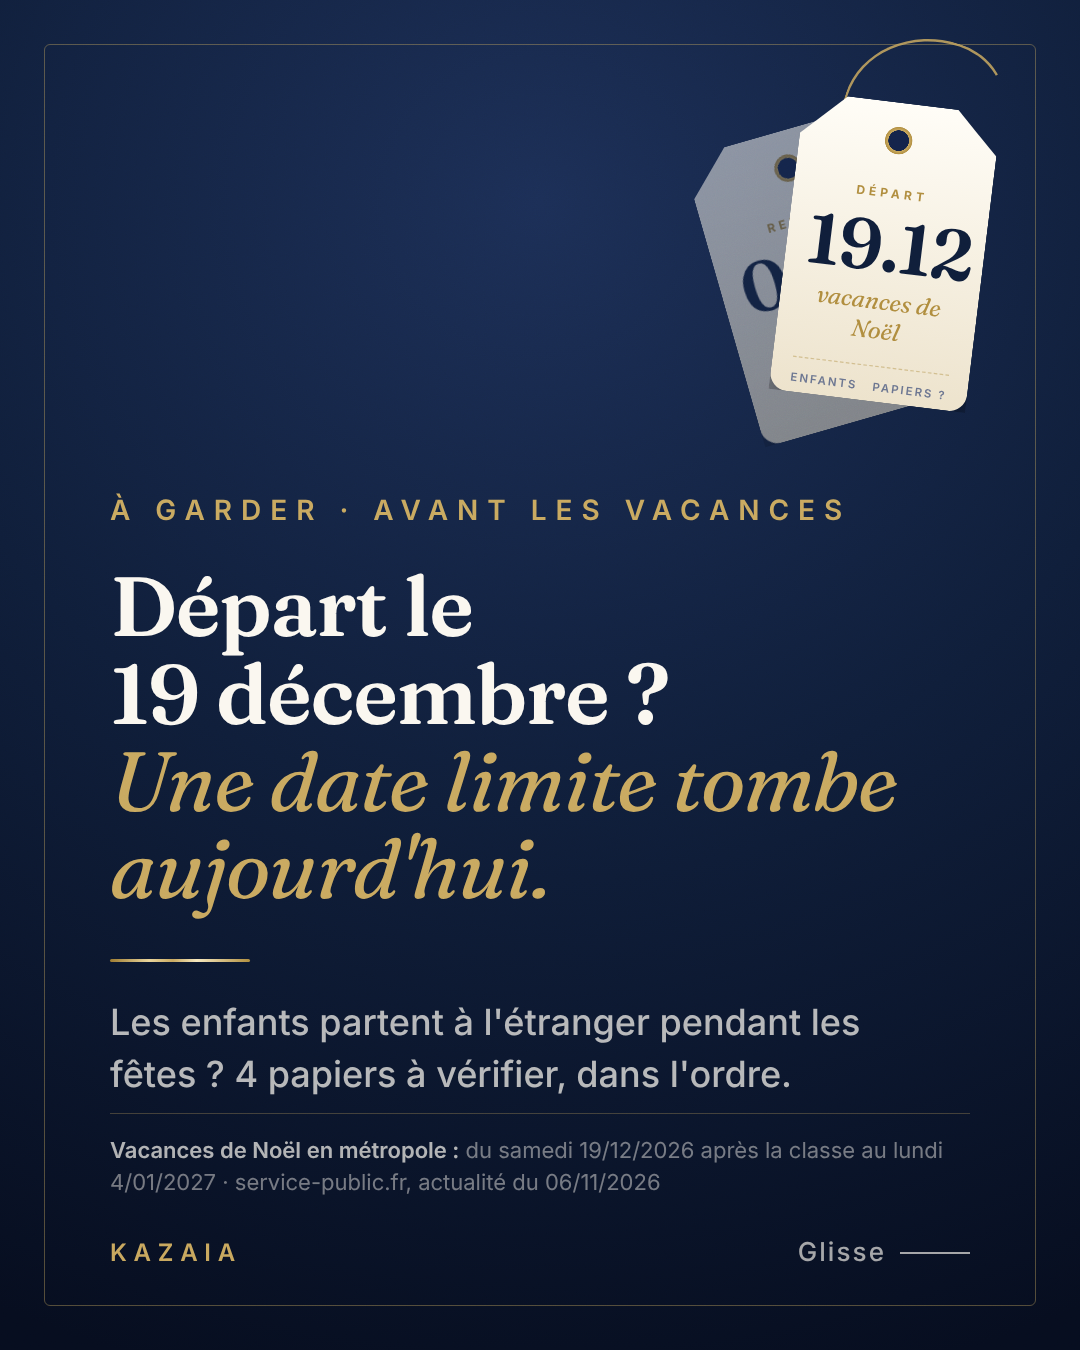 DÉPART
19.12
vacances de
Noël
ENFANTS PAPIERS ?
À GARDER · AVANT LES VACANCES
Départ le
19 décembre ?
Une date limite tombe
aujourd'hui.
Les enfants partent à l'étranger pendant les
fêtes ? 4 papiers à vérifier, dans l'ordre.
Vacances de Noël en métropole : du samedi 19/12/2026 après la classe au lundi
4/01/2027 · service-public.fr, actualité du 06/11/2026
KAZAIA
Glisse